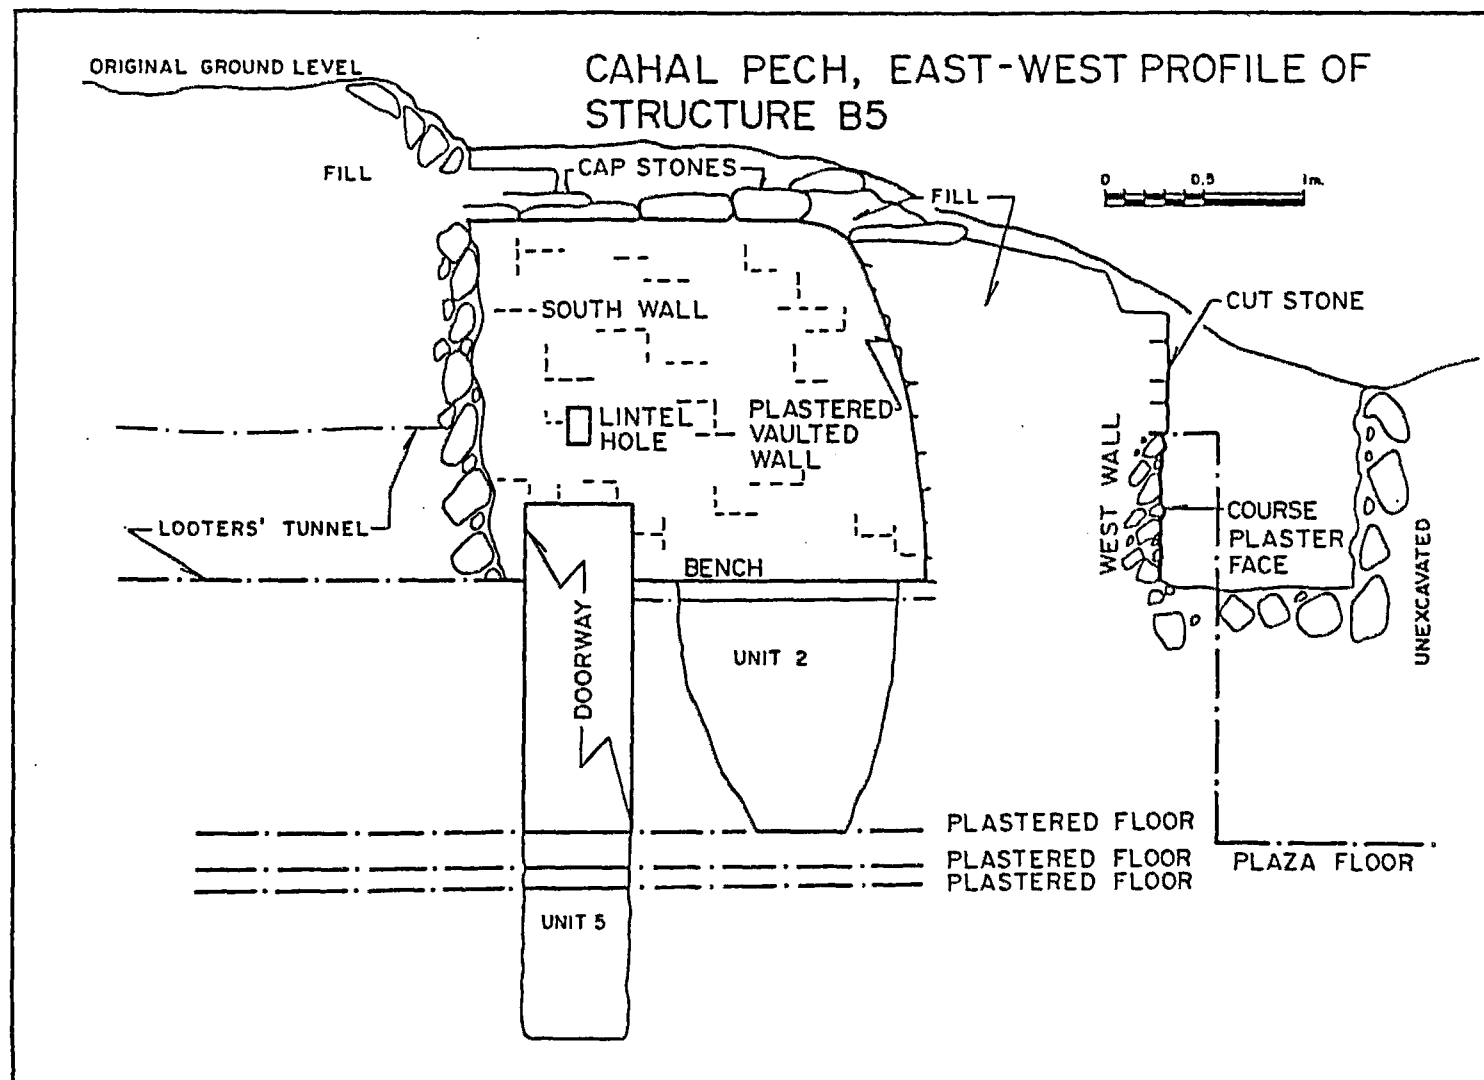 CAHAL PECH, EAST-WEST PROFILE OF
STRUCTURE B5
ORIGINAL GROUND LEVEL
FILL
CAP STONES
FILL
0 0.5 1m.
CUT STONE
SOUTH WALL
LINTEL
HOLE
PLASTERED
VAULTED
WALL
WEST WALL
COURSE
PLASTER
FACE
UNEXCAVATED
LOOTERS' TUNNEL
BENCH
DOORWAY
UNIT 2
PLASTERED FLOOR
PLASTERED FLOOR
PLASTERED FLOOR
PLAZA FLOOR
UNIT 5